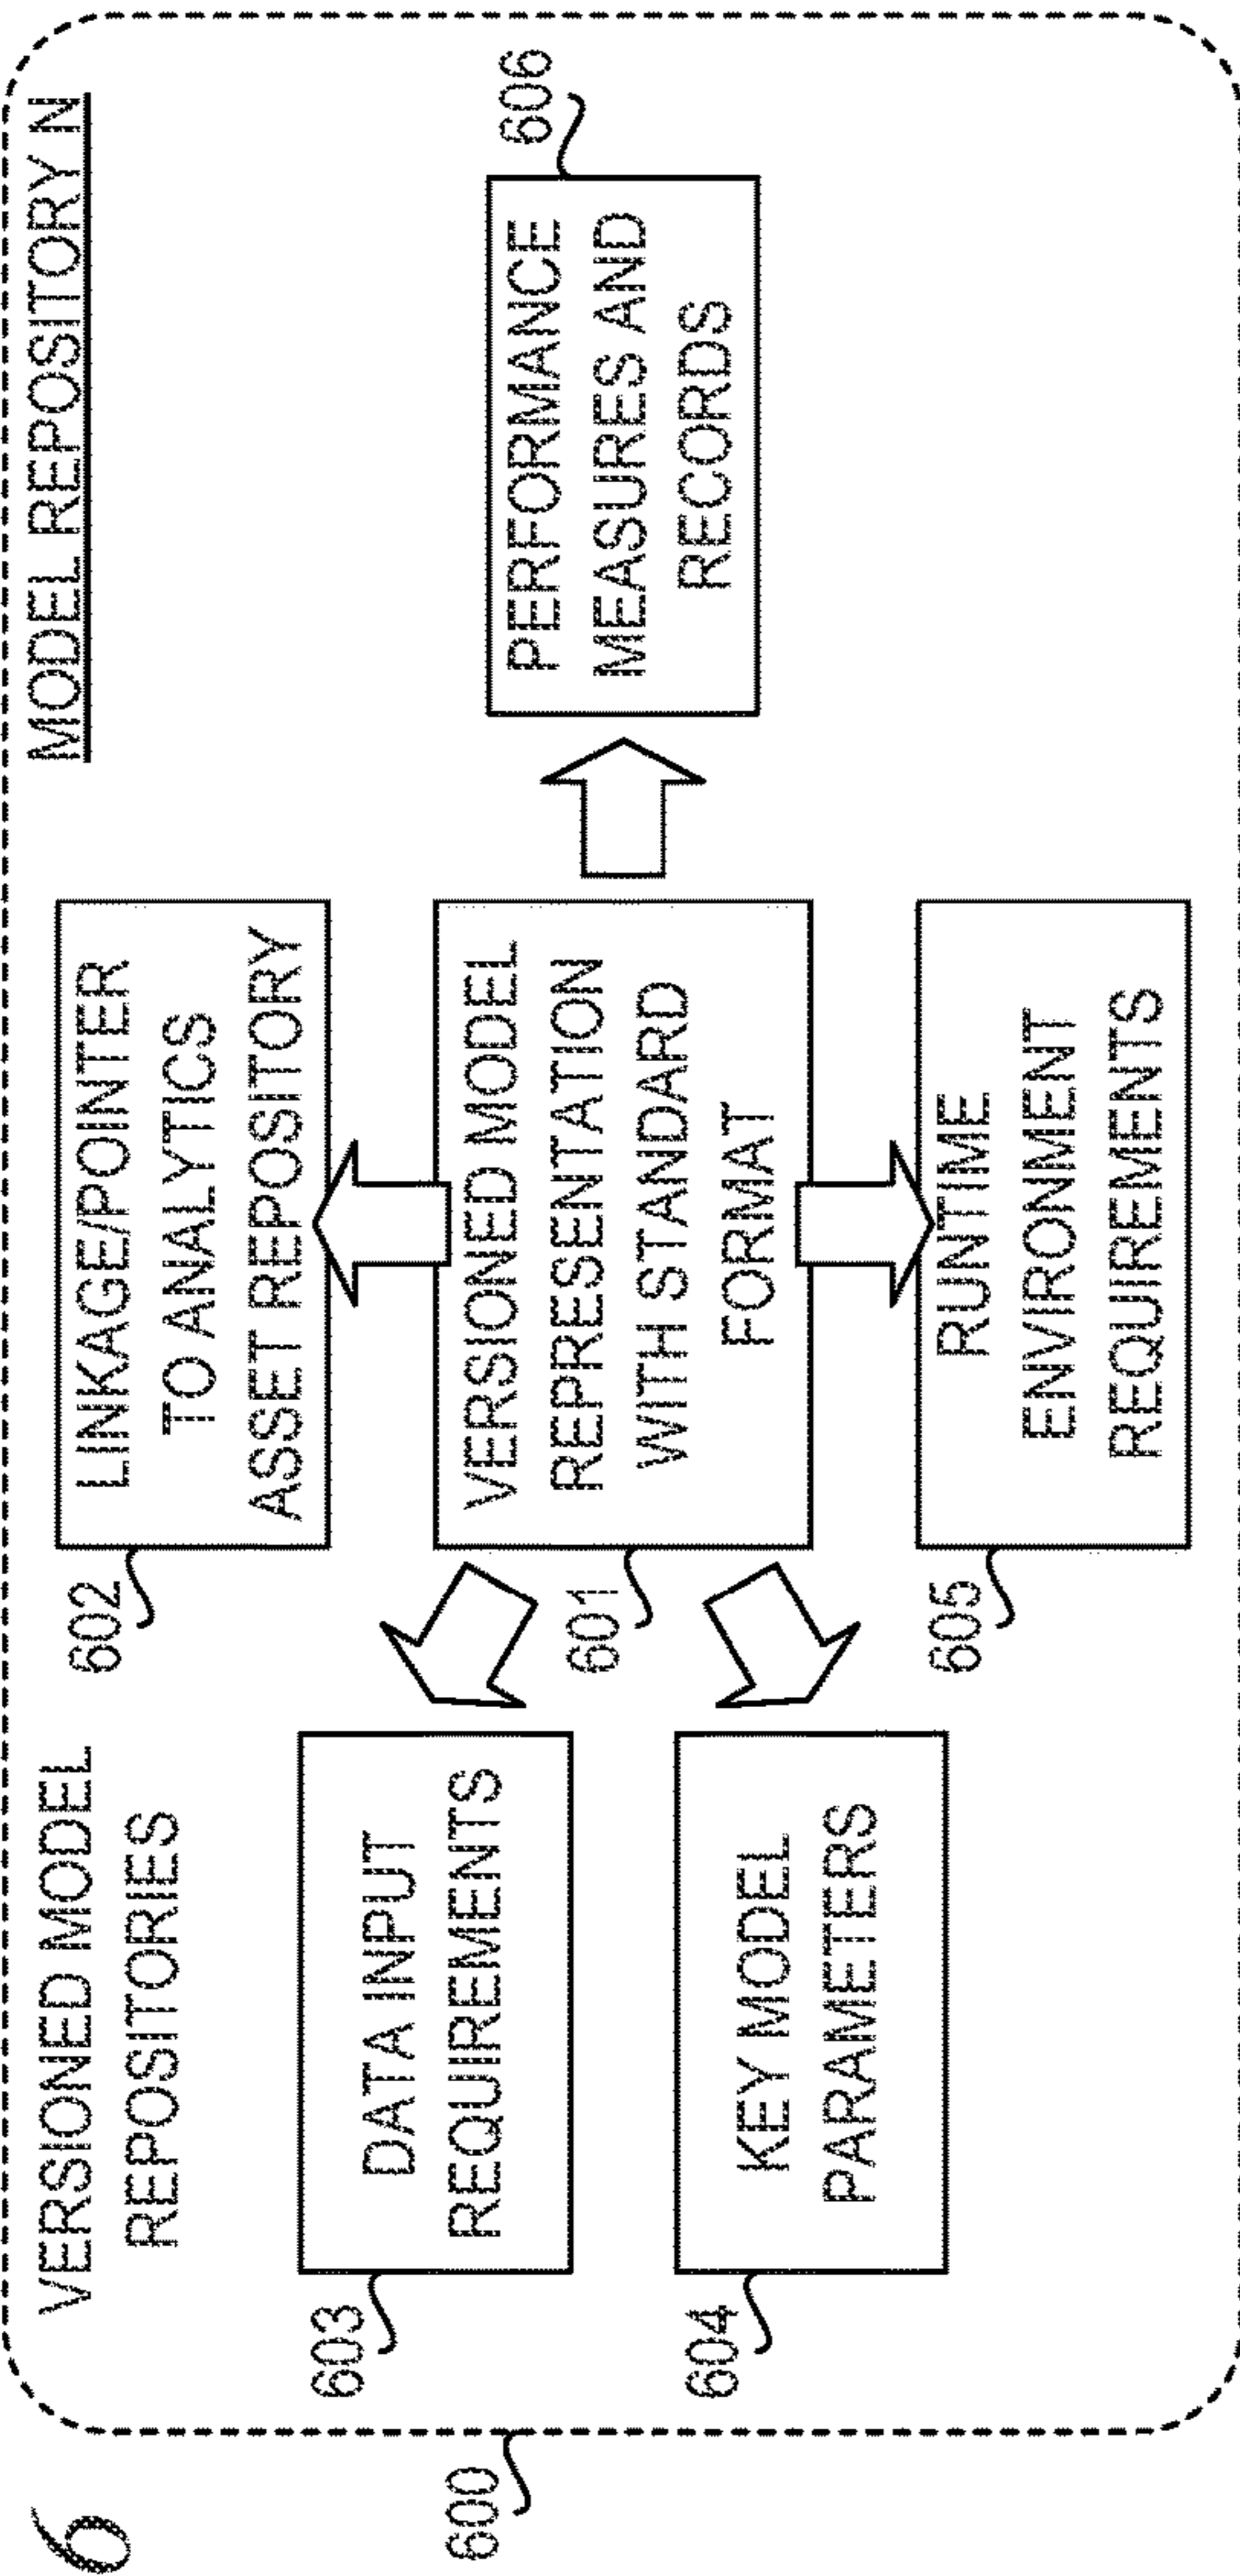 6
600
VERSIONED MODEL
REPOSITORIES
MODEL REPOSITORY N
602
LINKAGE/POINTER
TO ANALYTICS
ASSET REPOSITORY
603
DATA INPUT
REQUIREMENTS
601
VERSIONED MODEL
REPRESENTATION
WITH STANDARD
FORMAT
606
PERFORMANCE
MEASURES AND
RECORDS
604
KEY MODEL
PARAMETERS
605
RUNTIME
ENVIRONMENT
REQUIREMENTS